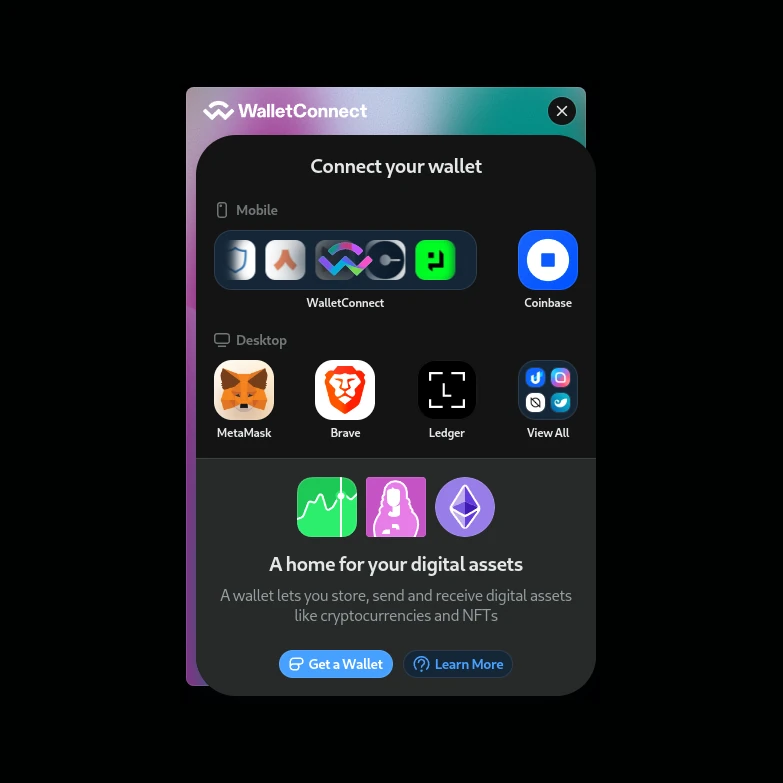 WalletConnect
Connect your wallet
Mobile
WalletConnect
Coinbase
Desktop
MetaMask
Brave
Ledger
View All
A home for your digital assets
A wallet lets you store, send and receive digital assets
like cryptocurrencies and NFTs
Get a Wallet
Learn More